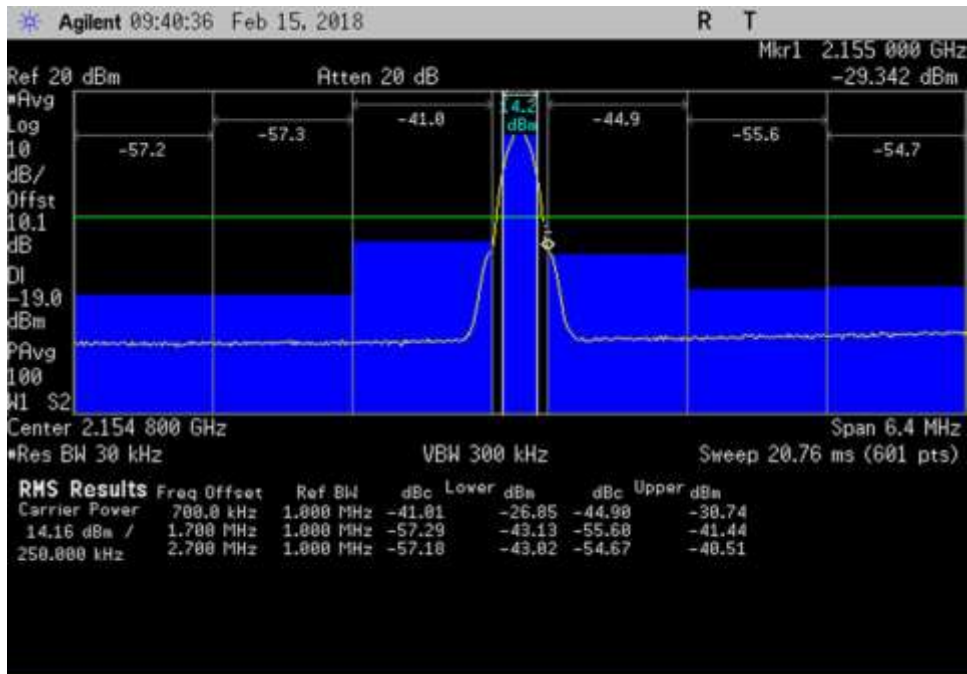 Agilent 09:40:36 Feb 15, 2018 R T
Mkr1 2.155 000 GHz
Ref 20 dBm Atten 20 dB -29.342 dBm
#Avg
Log
10
dB/
Offst
10.1
dB
DI
-19.0
dBm
PAvg
100
W1 S2
-57.2
-57.3
-41.0
14.2
dBm
-44.9
-55.6
-54.7
1
Center 2.154 800 GHz Span 6.4 MHz
#Res BW 30 kHz VBW 300 kHz Sweep 20.76 ms (601 pts)
RMS Results Freq Offset Ref BW dBc Lower dBm dBc Upper dBm
Carrier Power 700.0 kHz 1.000 MHz -41.01 -26.85 -44.90 -30.74
14.16 dBm / 1.700 MHz 1.000 MHz -57.29 -43.13 -55.60 -41.44
250.000 kHz 2.700 MHz 1.000 MHz -57.18 -43.02 -54.67 -40.51